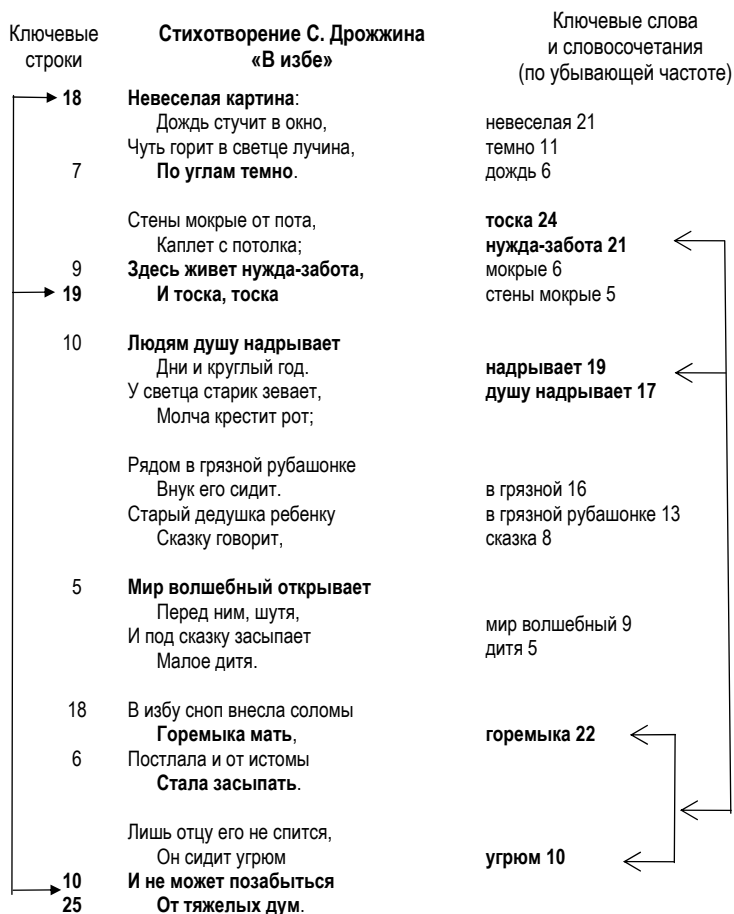 Ключевые строки
Стихотворение С. Дрожжина «В избе»
Ключевые слова и словосочетания (по убывающей частоте)
18 Невеселая картина:
Дождь стучит в окно, невеселая 21
Чуть горит в светце лучина, темно 11
7 По углам темно. дождь 6
Стены мокрые от пота, тоска 24
Каплет с потолка; нужда-забота 21
9 Здесь живет нужда-забота, мокрые 6
19 И тоска, тоска стены мокрые 5
10 Людям душу надрывает
Дни и круглый год. надрывает 19
У светца старик зевает, душу надрывает 17
Молча крестит рот;
Рядом в грязной рубашонке
Внук его сидит. в грязной 16
Старый дедушка ребенку в грязной рубашонке 13
Сказку говорит, сказка 8
5 Мир волшебный открывает
Перед ним, шутя, мир волшебный 9
И под сказку засыпает дитя 5
Малое дитя.
18 В избу сноп внесла соломы
Горемыка мать, горемыка 22
6 Постлала и от истомы
Стала засыпать.
Лишь отцу его не спится,
Он сидит угрюм угрюм 10
10 И не может позабыться
25 От тяжелых дум.